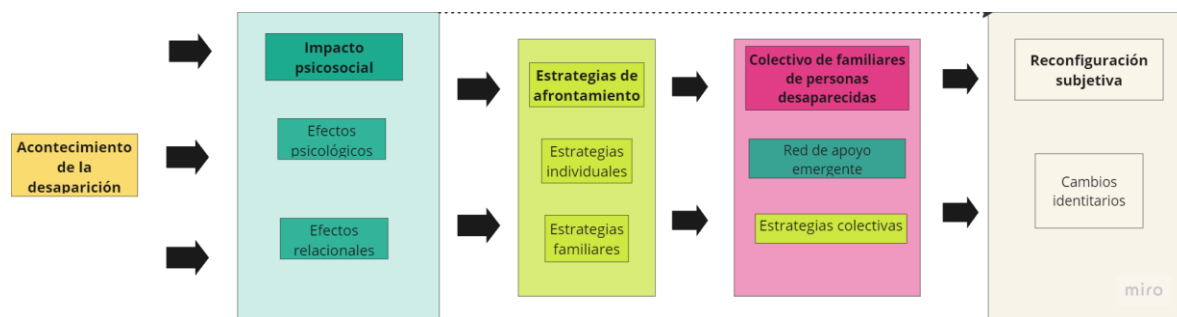 Acontecimiento
de la
desaparición
Impacto
psicosocial
Efectos
psicológicos
Efectos
relacionales
Estrategias de
afrontamiento
Estrategias
individuales
Estrategias
familiares
Colectivo de familiares
de personas
desaparecidas
Red de apoyo
emergente
Estrategias colectivas
Reconfiguración
subjetiva
Cambios
identitarios
miro